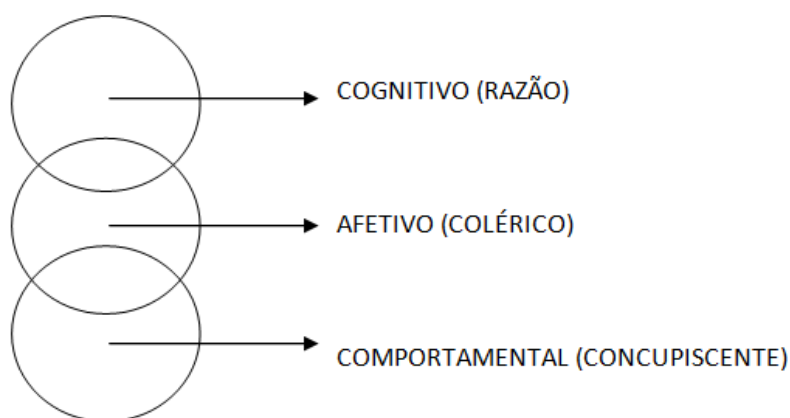 COGNITIVO (RAZÃO)
AFETIVO (COLÉRICO)
COMPORTAMENTAL (CONCUPISCENTE)